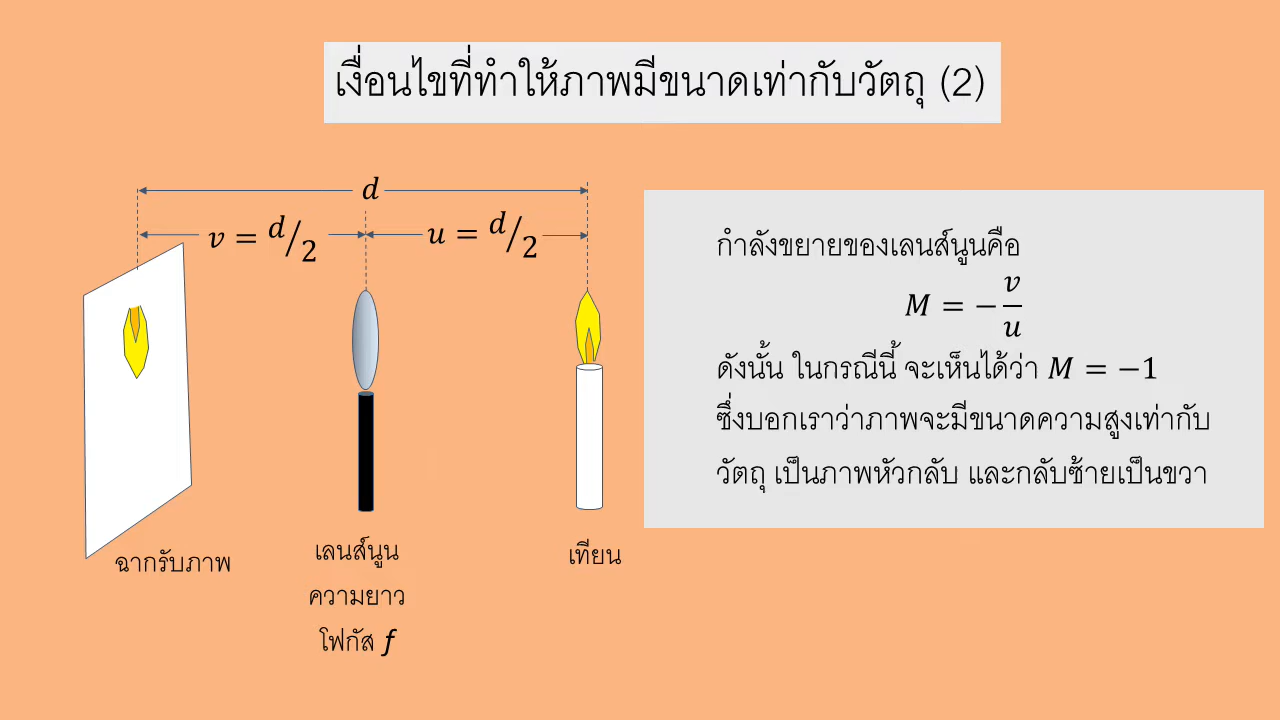 เงื่อนไขที่ทำให้ภาพมีขนาดเท่ากับวัตถุ (2)
d
v = d/2
u = d/2
ฉากรับภาพ
เลนส์นูน
ความยาว
โฟกัส f
เทียน
กำลังขยายของเลนส์นูนคือ
M = −v/u
ดังนั้น ในกรณีนี้ จะเห็นได้ว่า M = −1
ซึ่งบอกเราว่าภาพจะมีขนาดความสูงเท่ากับ
วัตถุ เป็นภาพหัวกลับ และกลับซ้ายเป็นขวา